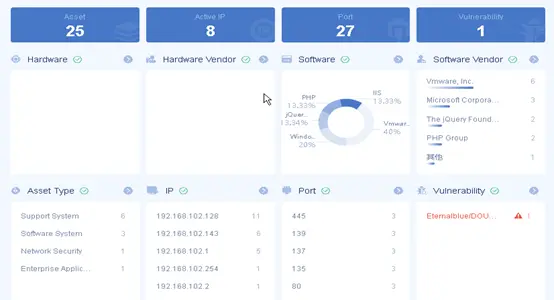 Asset
25
Active IP
8
Port
27
Vulnerability
1
Hardware
Hardware Vendor
Software
Software Vendor
PHP
13.33%
IIS
13.33%
jQuer...
13.34%
Vmwar...
40%
Windo...
20%
Vmware, Inc. 6
Microsoft Corpora... 3
The jQuery Found... 2
PHP Group 2
其他 1
Asset Type
IP
Port
Vulnerability
Support System 6
Software System 3
Network Security 1
Enterprise Applic... 1
192.168.102.128 11
192.168.102.143 6
192.168.102.1 5
192.168.102.254 1
192.168.102.2 1
445 3
139 3
137 3
135 3
80 3
Eternalblue/DOU... 1